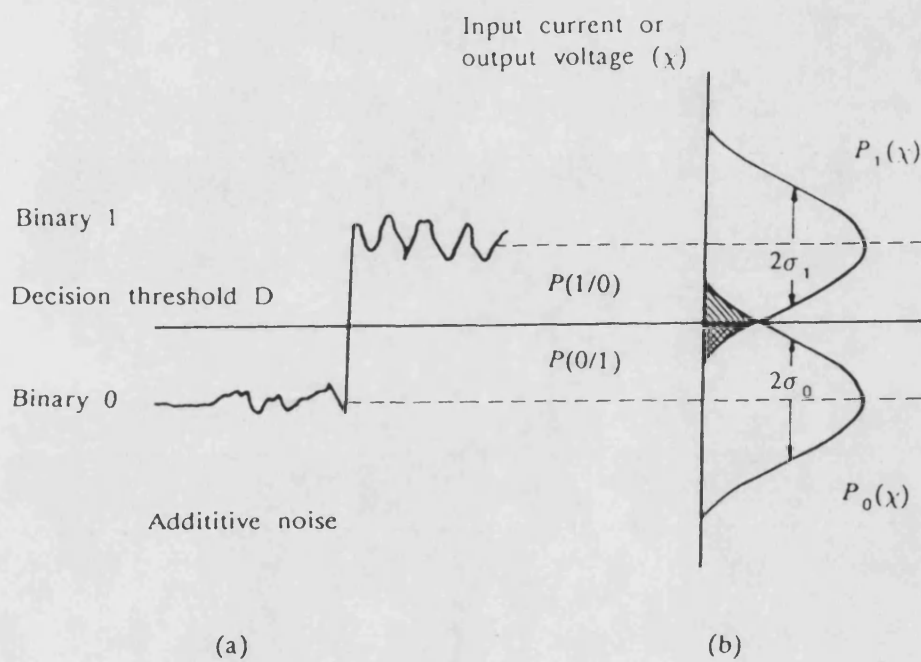 Input current or
output voltage (χ)
P₁(χ)
Binary 1
2σ₁
P(1/0)
Decision threshold D
P(0/1)
2σ₀
Binary 0
P₀(χ)
Addititive noise
(a)
(b)